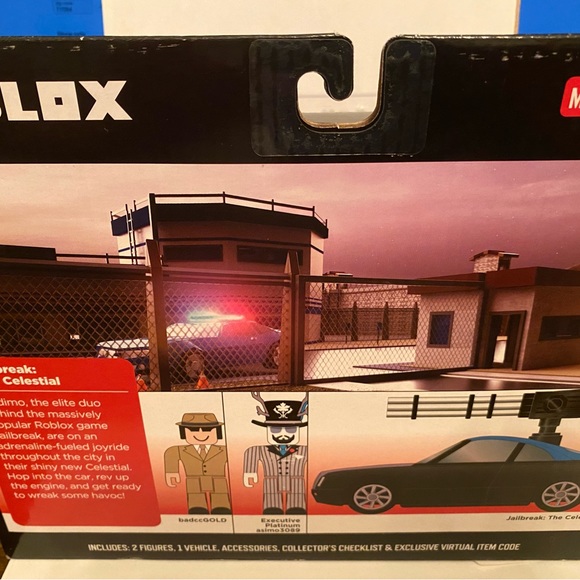 BLOX
M
break:
Celestial
dimo, the elite duo
hind the massively
opular Roblox game
ailbreak, are on an
adrenaline-fueled joyride
throughout the city in
their shiny new Celestial.
Hop into the car, rev up
the engine, and get ready
to wreak some havoc!
badccGOLD
Executive
Platinum
asimo3089
Jailbreak: The Cele
INCLUDES: 2 FIGURES, 1 VEHICLE, ACCESSORIES, COLLECTOR'S CHECKLIST & EXCLUSIVE VIRTUAL ITEM CODE